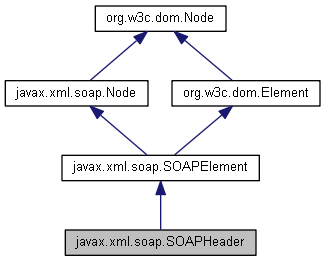 org.w3c.dom.Node
javax.xml.soap.Node
org.w3c.dom.Element
javax.xml.soap.SOAPElement
javax.xml.soap.SOAPHeader